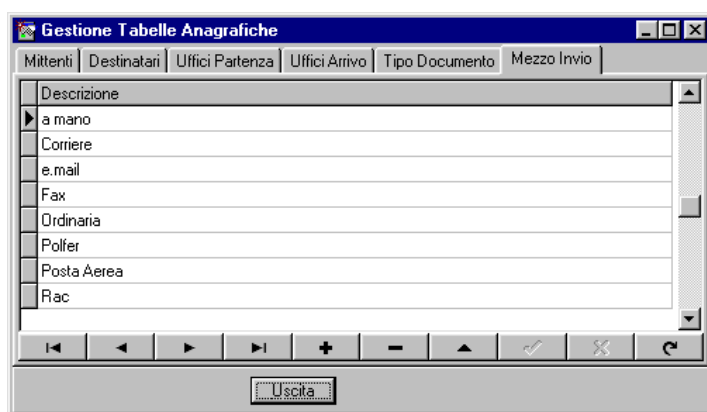 Gestione Tabelle Anagrafiche
Mittenti Destinatari Uffici Partenza Uffici Arrivo Tipo Documento Mezzo Invio
Descrizione
a mano
Corriere
e.mail
Fax
Ordinaria
Polfer
Posta Aerea
Rac
Uscita